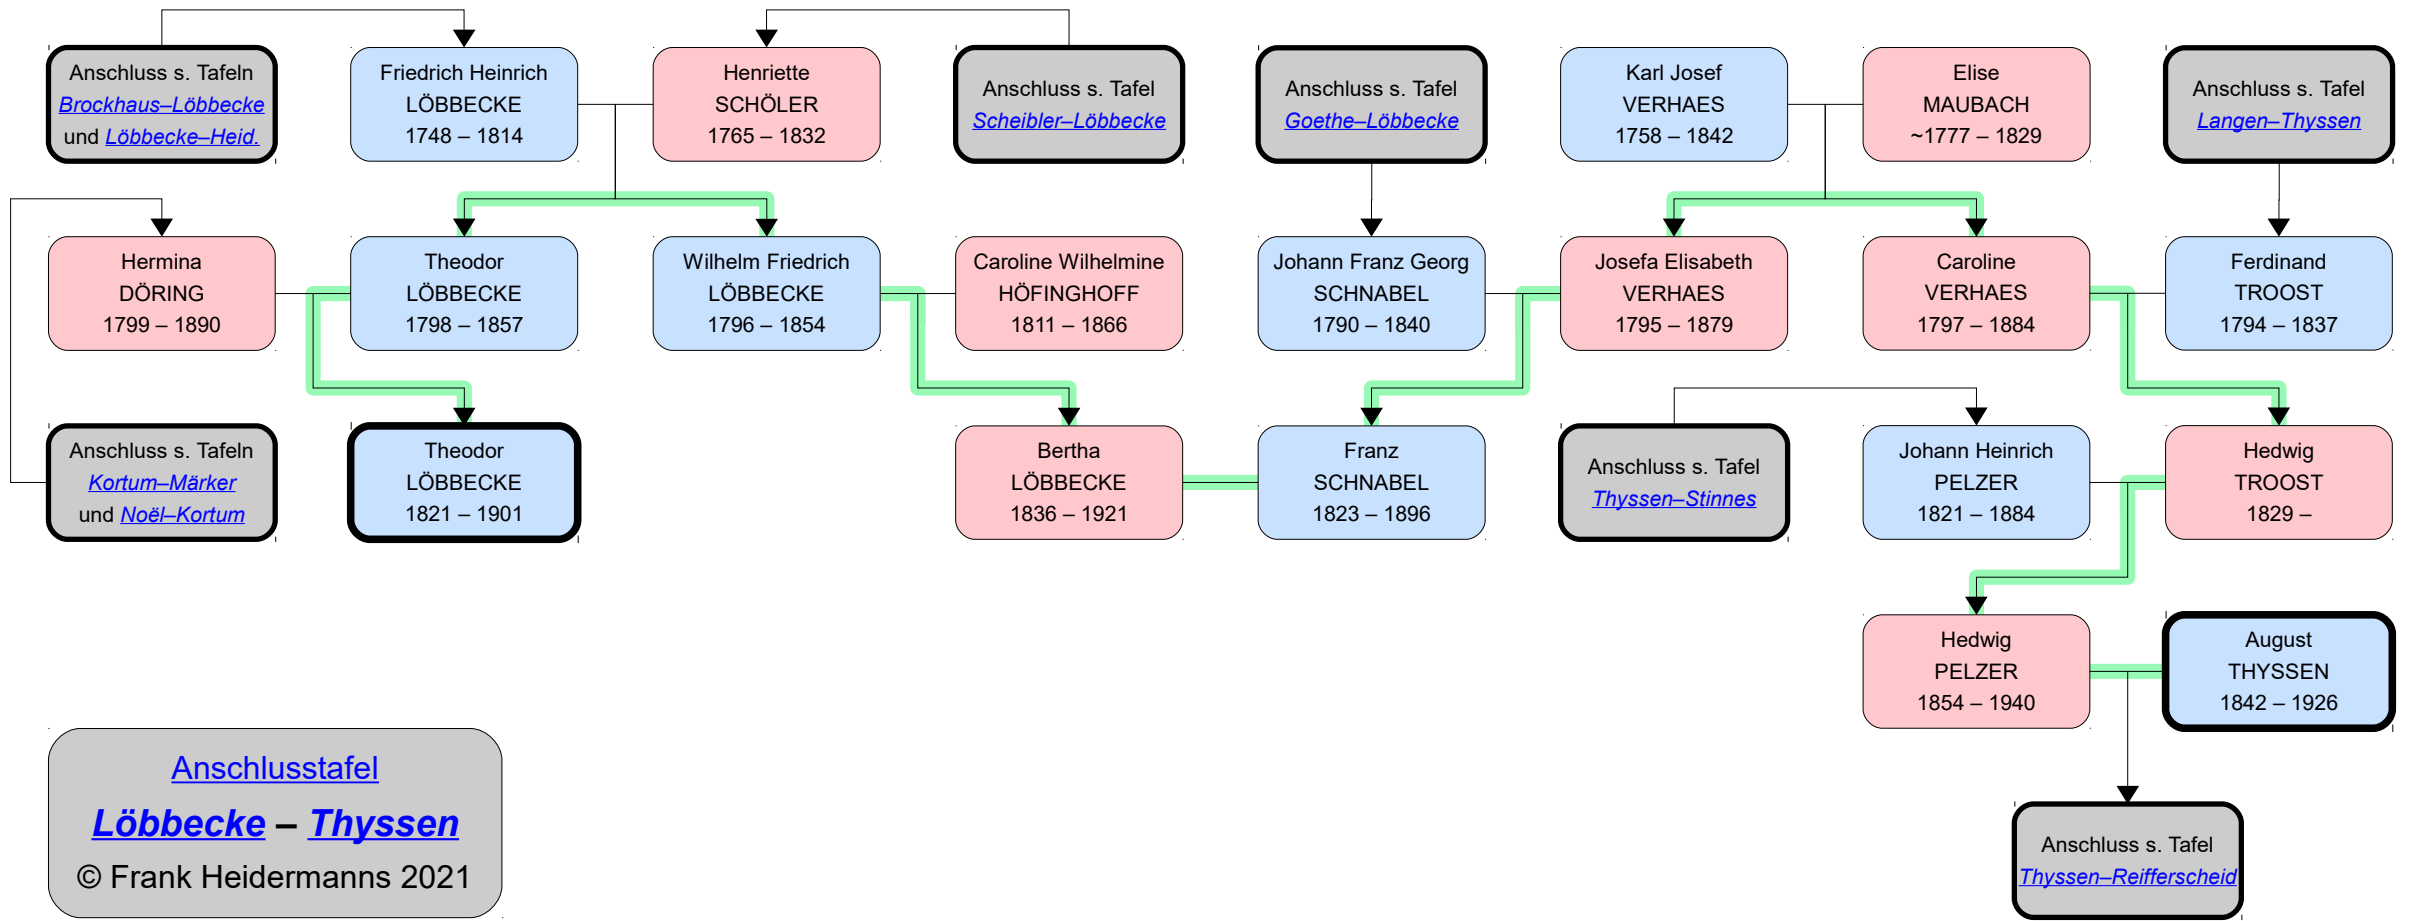 Anschluss s. Tafeln
Brockhaus–Löbbecke
und Löbbecke–Heid.
Friedrich Heinrich
LÖBBECKE
1748 – 1814
Henriette
SCHÖLER
1765 – 1832
Anschluss s. Tafel
Scheibler–Löbbecke
Anschluss s. Tafel
Goethe–Löbbecke
Karl Josef
VERHAES
1758 – 1842
Elise
MAUBACH
~1777 – 1829
Anschluss s. Tafel
Langen–Thyssen
Hermina
DÖRING
1799 – 1890
Theodor
LÖBBECKE
1798 – 1857
Wilhelm Friedrich
LÖBBECKE
1796 – 1854
Caroline Wilhelmine
HÖFINGHOFF
1811 – 1866
Johann Franz Georg
SCHNABEL
1790 – 1840
Josefa Elisabeth
VERHAES
1795 – 1879
Caroline
VERHAES
1797 – 1884
Ferdinand
TROOST
1794 – 1837
Anschluss s. Tafeln
Kortum–Märker
und Noël–Kortum
Theodor
LÖBBECKE
1821 – 1901
Bertha
LÖBBECKE
1836 – 1921
Franz
SCHNABEL
1823 – 1896
Anschluss s. Tafel
Thyssen–Stinnes
Johann Heinrich
PELZER
1821 – 1884
Hedwig
TROOST
1829 –
Hedwig
PELZER
1854 – 1940
August
THYSSEN
1842 – 1926
Anschlusstafel
Löbbecke – Thyssen
© Frank Heidermanns 2021
Anschluss s. Tafel
Thyssen–Reifferscheid